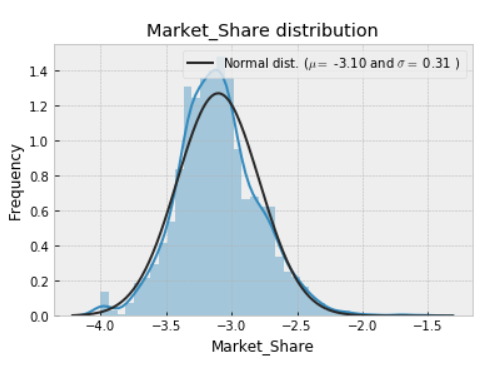 Market_Share distribution
Normal dist. (μ= -3.10 and σ= 0.31 )
Frequency
1.4
1.2
1.0
0.8
0.6
0.4
0.2
0.0
−4.0 −3.5 −3.0 −2.5 −2.0 −1.5
Market_Share